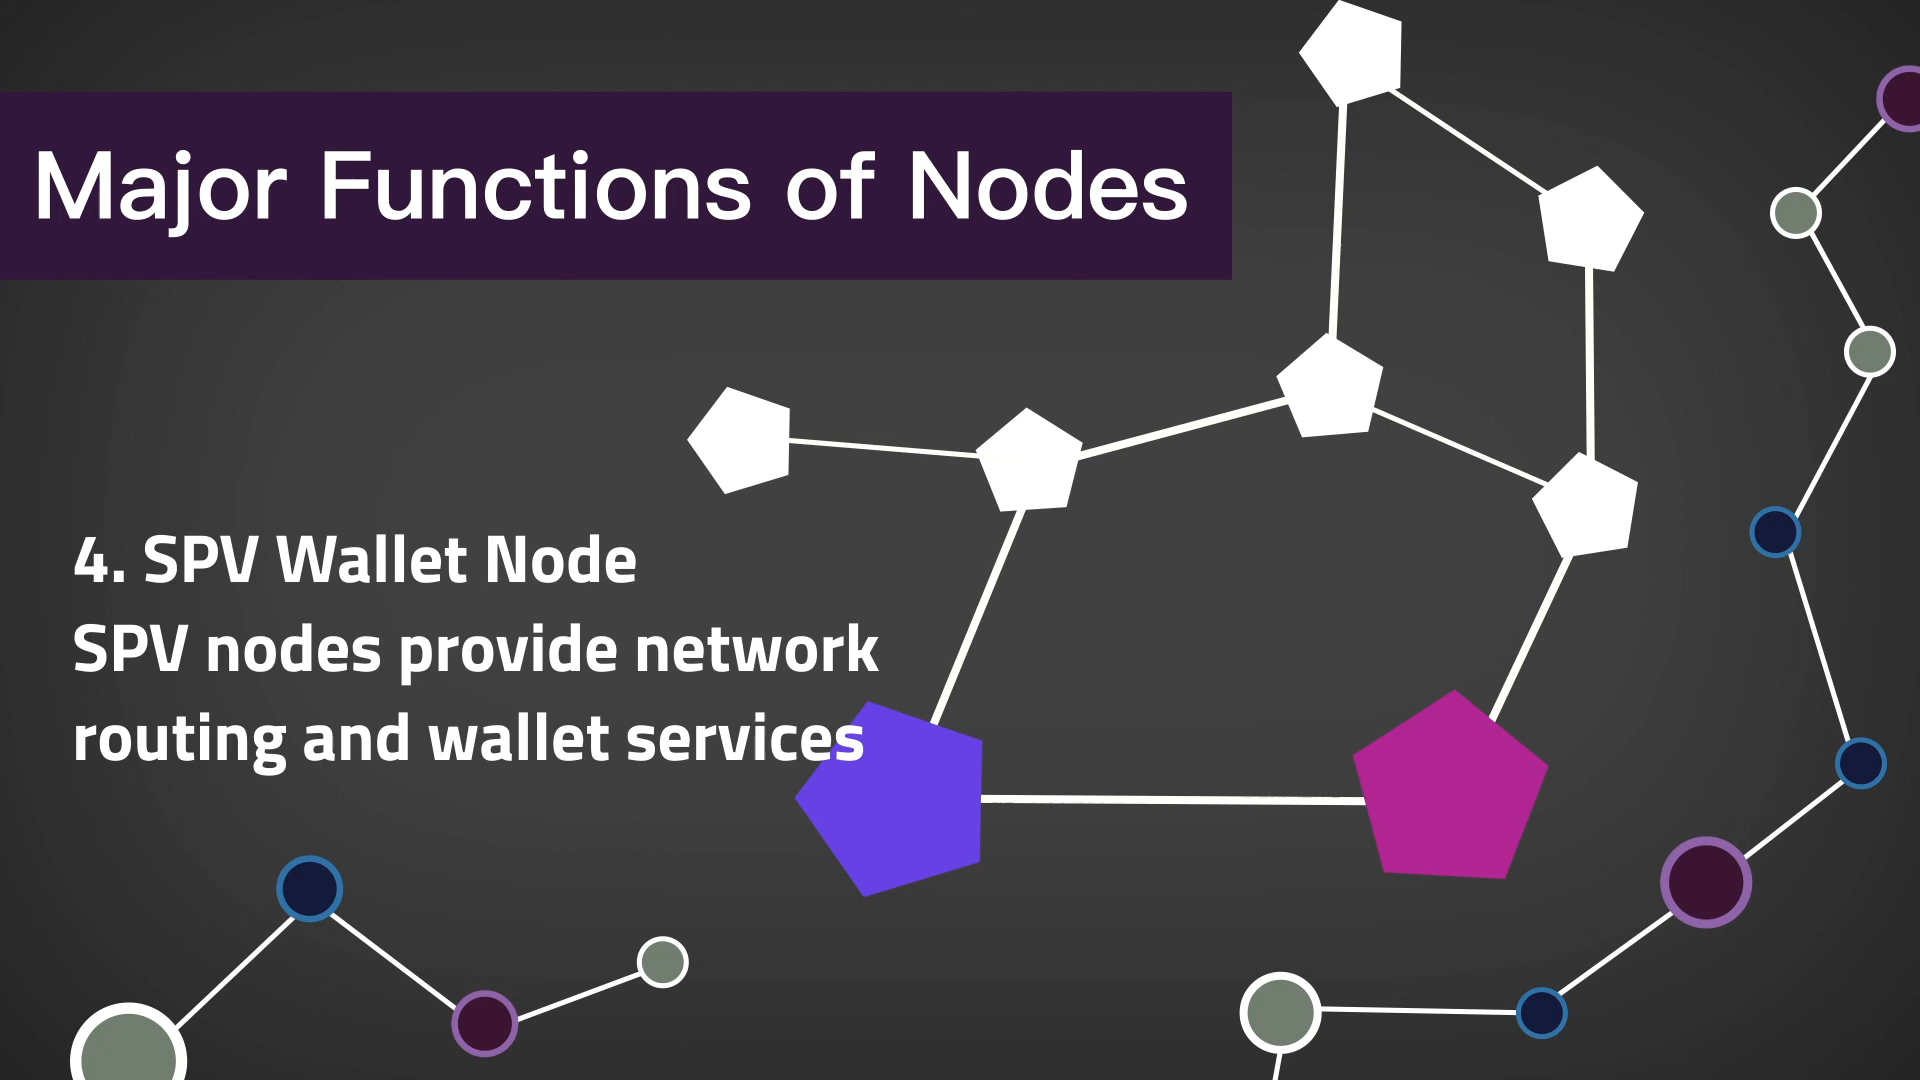 Major Functions of Nodes
4. SPV Wallet Node
SPV nodes provide network
routing and wallet services